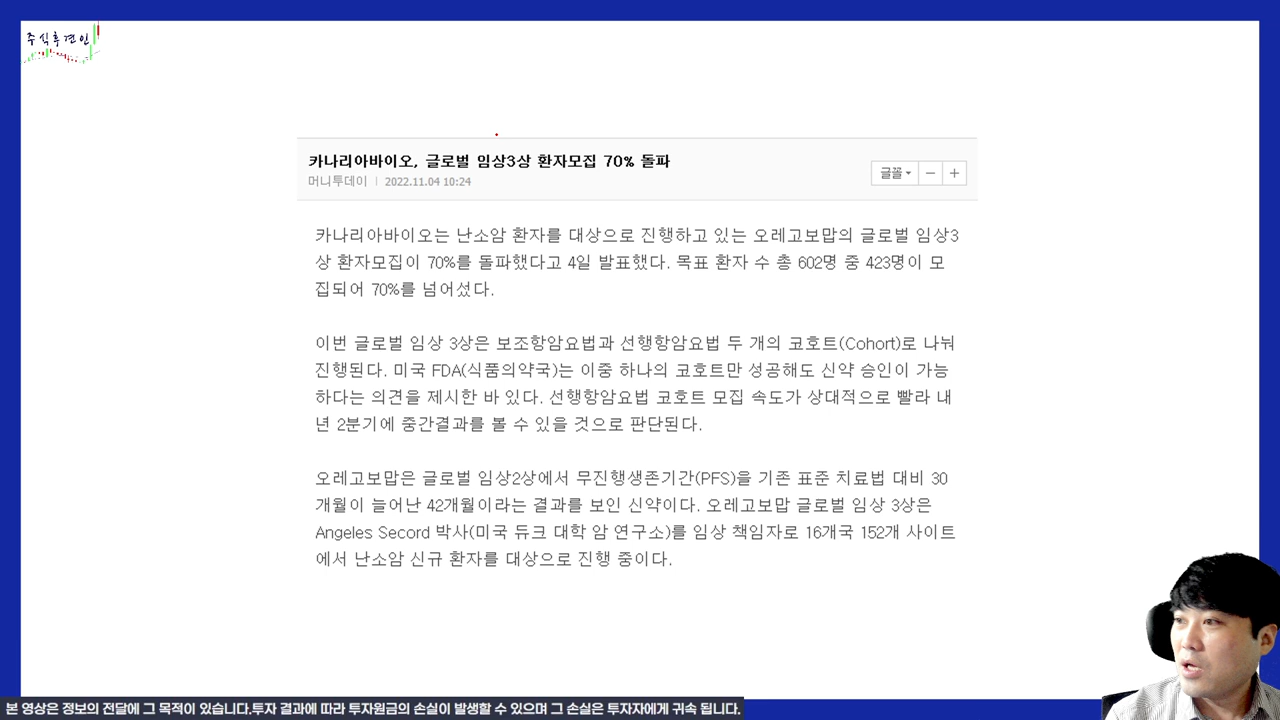 주식후견인
카나리아바이오, 글로벌 임상3상 환자모집 70% 돌파
머니투데이 | 2022.11.04 10:24
글꼴 - +
카나리아바이오는 난소암 환자를 대상으로 진행하고 있는 오레고보맙의 글로벌 임상3
상 환자모집이 70%를 돌파했다고 4일 발표했다. 목표 환자 수 총 602명 중 423명이 모
집되어 70%를 넘어섰다.
이번 글로벌 임상 3상은 보조항암요법과 선행항암요법 두 개의 코호트(Cohort)로 나눠
진행된다. 미국 FDA(식품의약국)는 이중 하나의 코호트만 성공해도 신약 승인이 가능
하다는 의견을 제시한 바 있다. 선행항암요법 코호트 모집 속도가 상대적으로 빨라 내
년 2분기에 중간결과를 볼 수 있을 것으로 판단된다.
오레고보맙은 글로벌 임상2상에서 무진행생존기간(PFS)을 기존 표준 치료법 대비 30
개월이 늘어난 42개월이라는 결과를 보인 신약이다. 오레고보맙 글로벌 임상 3상은
Angeles Secord 박사(미국 듀크 대학 암 연구소)를 임상 책임자로 16개국 152개 사이트
에서 난소암 신규 환자를 대상으로 진행 중이다.
본 영상은 정보의 전달에 그 목적이 있습니다.투자 결과에 따라 투자원금의 손실이 발생할 수 있으며 그 손실은 투자자에게 귀속 됩니다.